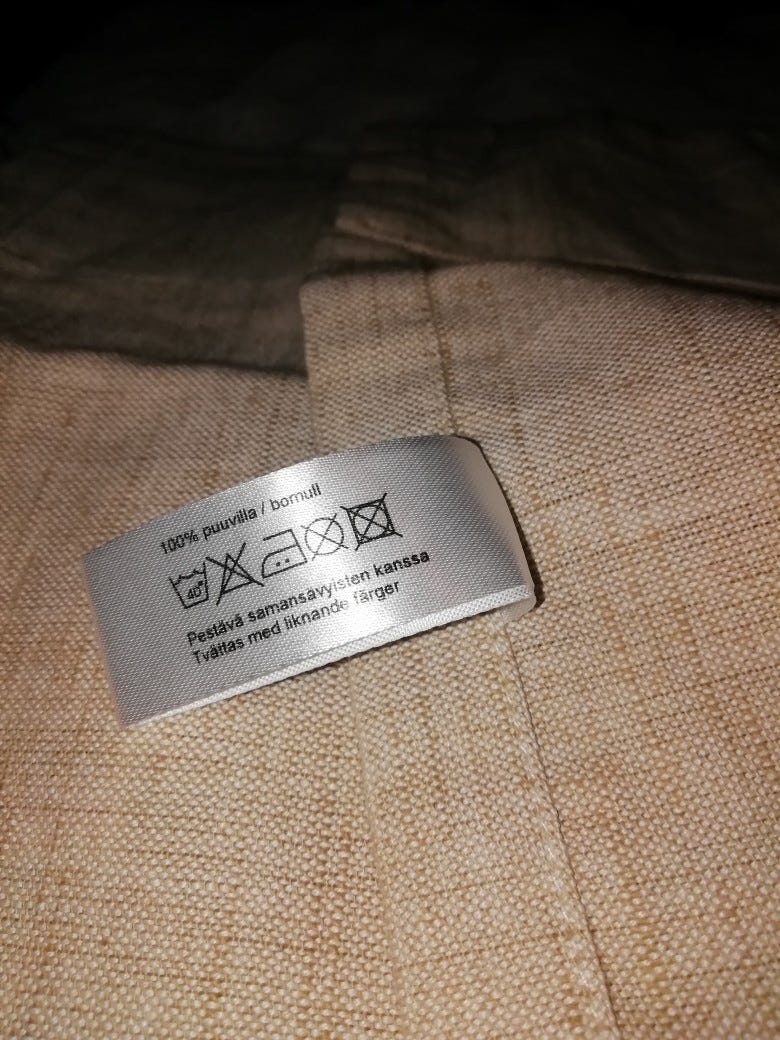 100% puuvilla / bomull
40°
Pestävä samansävyisten kanssa
Tvättas med liknande färger